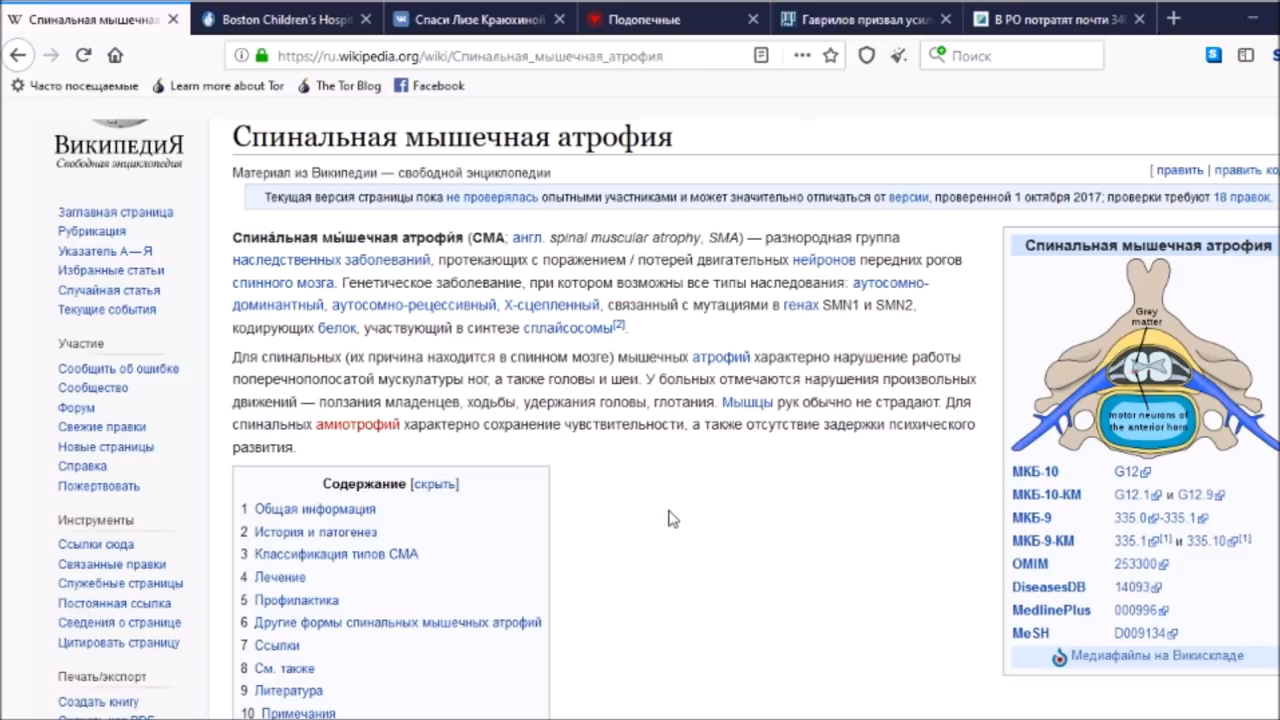 Спинальная мышечная
Boston Children's Hospi
Спаси Лизе Краюхиной
Подопечные
Гаврилов призвал усил
В РО потратят почти 340
https://ru.wikipedia.org/wiki/Спинальная_мышечная_атрофия
Поиск
Часто посещаемые
Learn more about Tor
The Tor Blog
Facebook
ВИКИПЕДИЯ
Свободная энциклопедия
Заглавная страница
Рубрикация
Указатель А — Я
Избранные статьи
Случайная статья
Текущие события
Участие
Сообщить об ошибке
Сообщество
Форум
Свежие правки
Новые страницы
Справка
Пожертвовать
Инструменты
Ссылки сюда
Связанные правки
Служебные страницы
Постоянная ссылка
Сведения о странице
Цитировать страницу
Печать/экспорт
Создать книгу
Спинальная мышечная атрофия
Материал из Википедии — свободной энциклопедии
[ править | править ко
Текущая версия страницы пока не проверялась опытными участниками и может значительно отличаться от версии, проверенной 1 октября 2017; проверки требуют 18 правок.
Спина́льная мы́шечная атрофи́я (СМА; англ. spinal muscular atrophy, SMA) — разнородная группа
наследственных заболеваний, протекающих с поражением / потерей двигательных нейронов передних рогов
спинного мозга. Генетическое заболевание, при котором возможны все типы наследования: аутосомно-
доминантный, аутосомно-рецессивный, Х-сцепленный, связанный с мутациями в генах SMN1 и SMN2,
кодирующих белок, участвующий в синтезе сплайсосомы[2].
Для спинальных (их причина находится в спинном мозге) мышечных атрофий характерно нарушение работы
поперечнополосатой мускулатуры ног, а также головы и шеи. У больных отмечаются нарушения произвольных
движений — ползания младенцев, ходьбы, удержания головы, глотания. Мышцы рук обычно не страдают. Для
спинальных амиотрофий характерно сохранение чувствительности, а также отсутствие задержки психического
развития.
Содержание [скрыть]
1 Общая информация
2 История и патогенез
3 Классификация типов СМА
4 Лечение
5 Профилактика
6 Другие формы спинальных мышечных атрофий
7 Ссылки
8 См. также
9 Литература
10 Примечания
Спинальная мышечная атрофия
Grey
matter
motor neurons of
the anterior horn
МКБ-10 G12
МКБ-10-КМ G12.1 и G12.9
МКБ-9 335.0-335.1
МКБ-9-КМ 335.1[1] и 335.10[1]
OMIM 253300
DiseasesDB 14093
MedlinePlus 000996
MeSH D009134
Медиафайлы на Викискладе